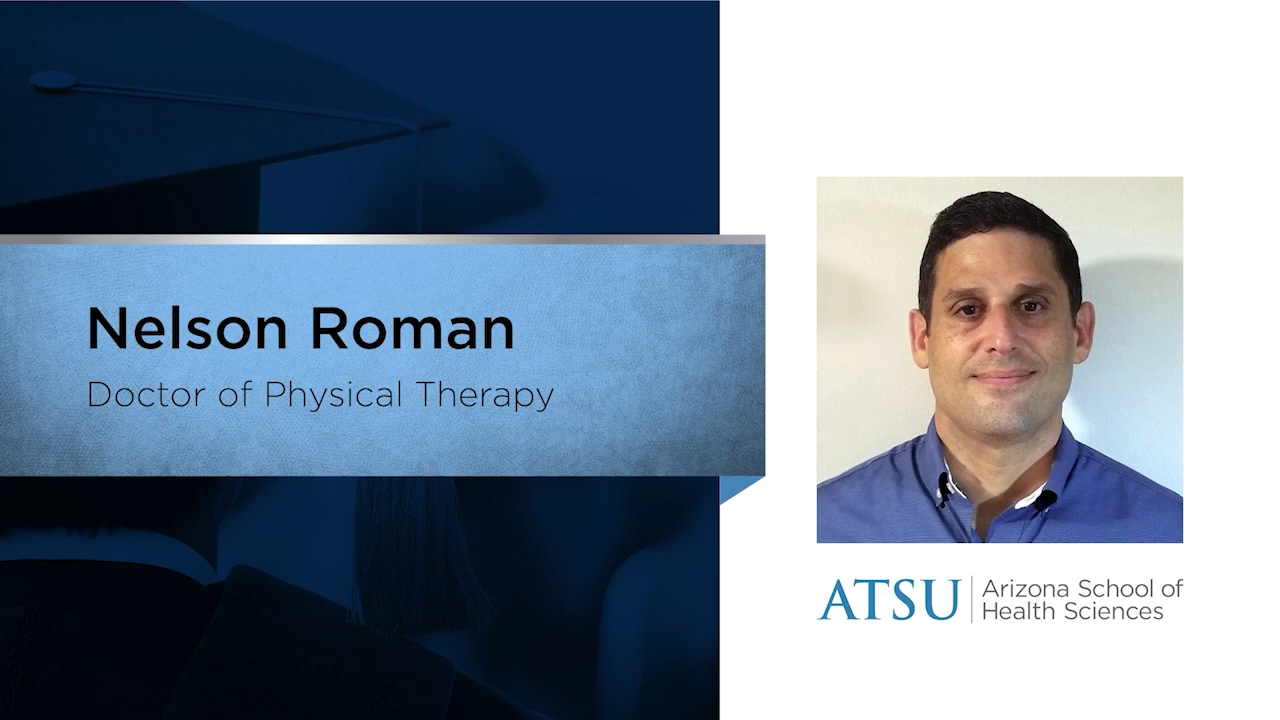 Nelson Roman
Doctor of Physical Therapy
ATSU
Arizona School of
Health Sciences